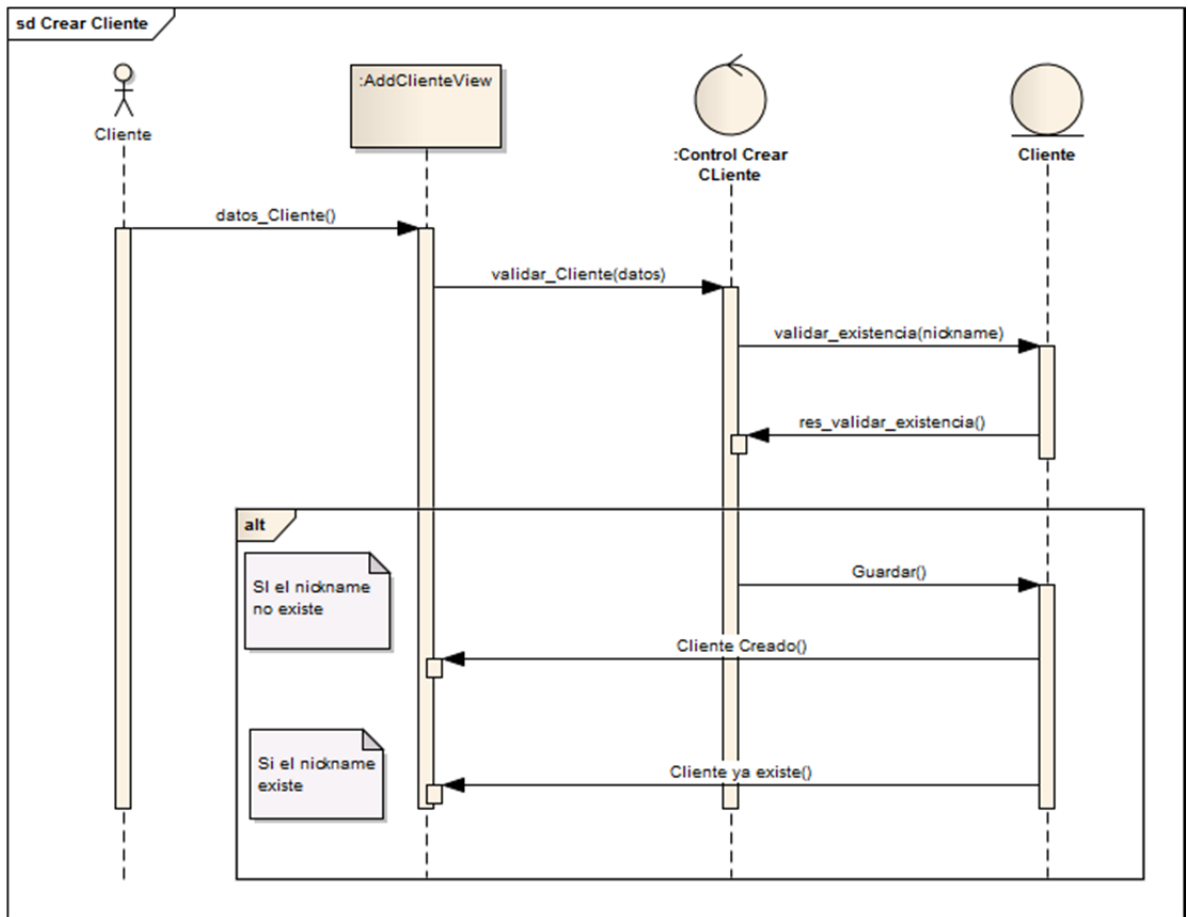 sd Crear Cliente
Cliente
:AddClienteView
:Control Crear
CLiente
Cliente
datos_Cliente()
validar_Cliente(datos)
validar_existencia(nickname)
res_validar_existencia()
alt
SI el nickname
no existe
Guardar()
Cliente Creado()
Si el nickname
existe
Cliente ya existe()